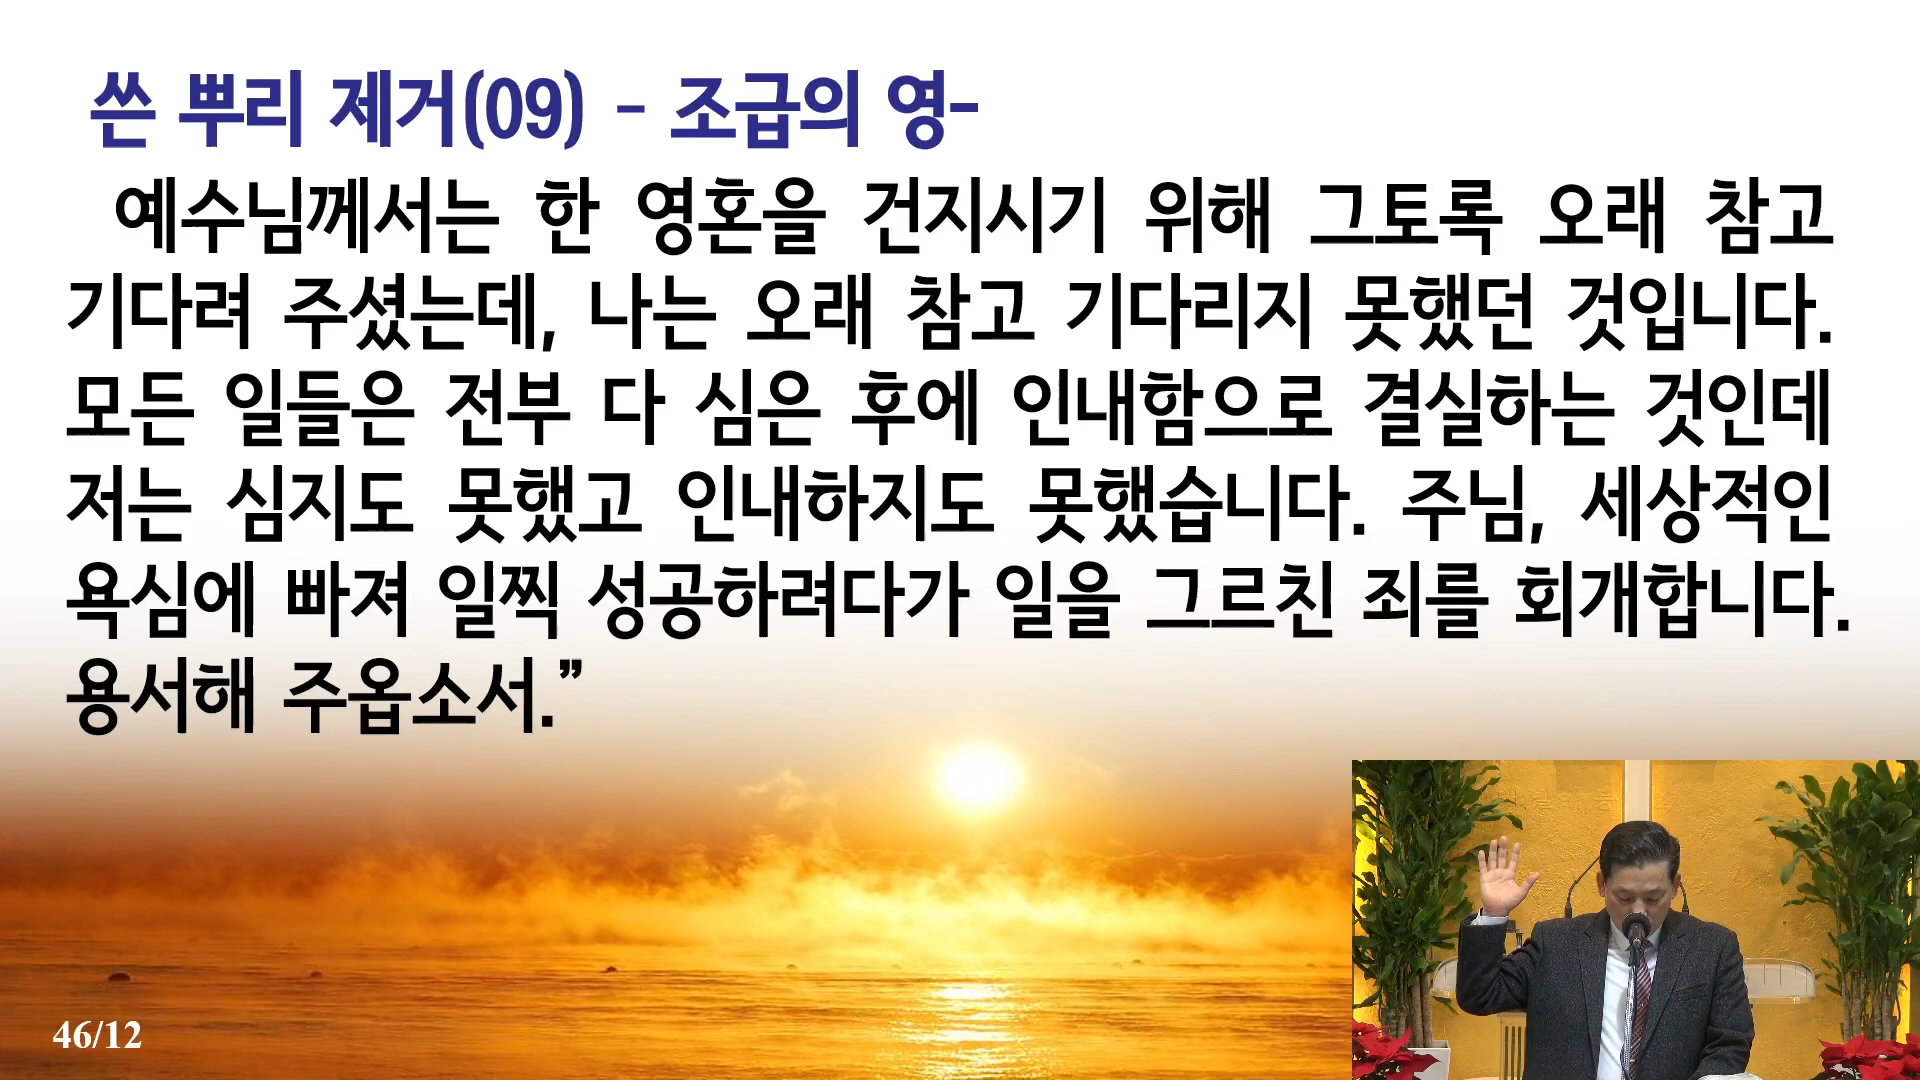 쓴 뿌리 제거(09) - 조급의 영-
예수님께서는 한 영혼을 건지시기 위해 그토록 오래 참고
기다려 주셨는데, 나는 오래 참고 기다리지 못했던 것입니다.
모든 일들은 전부 다 심은 후에 인내함으로 결실하는 것인데
저는 심지도 못했고 인내하지도 못했습니다. 주님, 세상적인
욕심에 빠져 일찍 성공하려다가 일을 그르친 죄를 회개합니다.
용서해 주옵소서.”
46/12